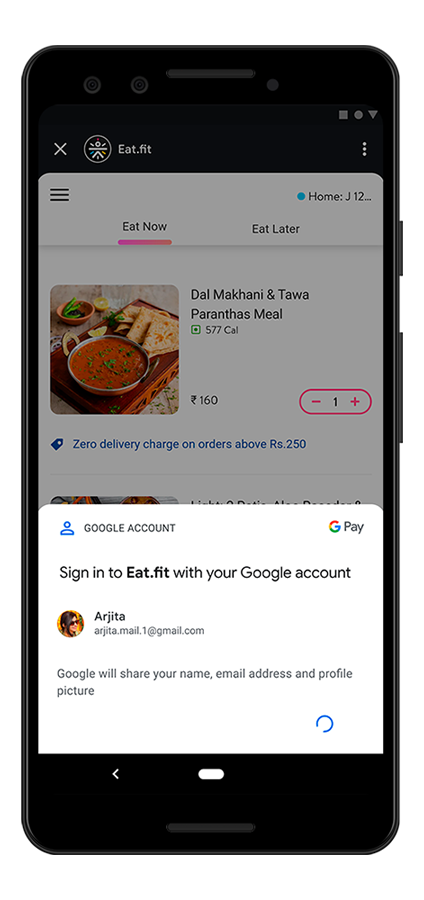 Eat.fit
Home: J 12...
Eat Now
Eat Later
Dal Makhani & Tawa
Paranthas Meal
577 Cal
₹ 160
− 1 +
Zero delivery charge on orders above Rs.250
GOOGLE ACCOUNT
G Pay
Sign in to Eat.fit with your Google account
Arjita
arjita.mail.1@gmail.com
Google will share your name, email address and profile
picture